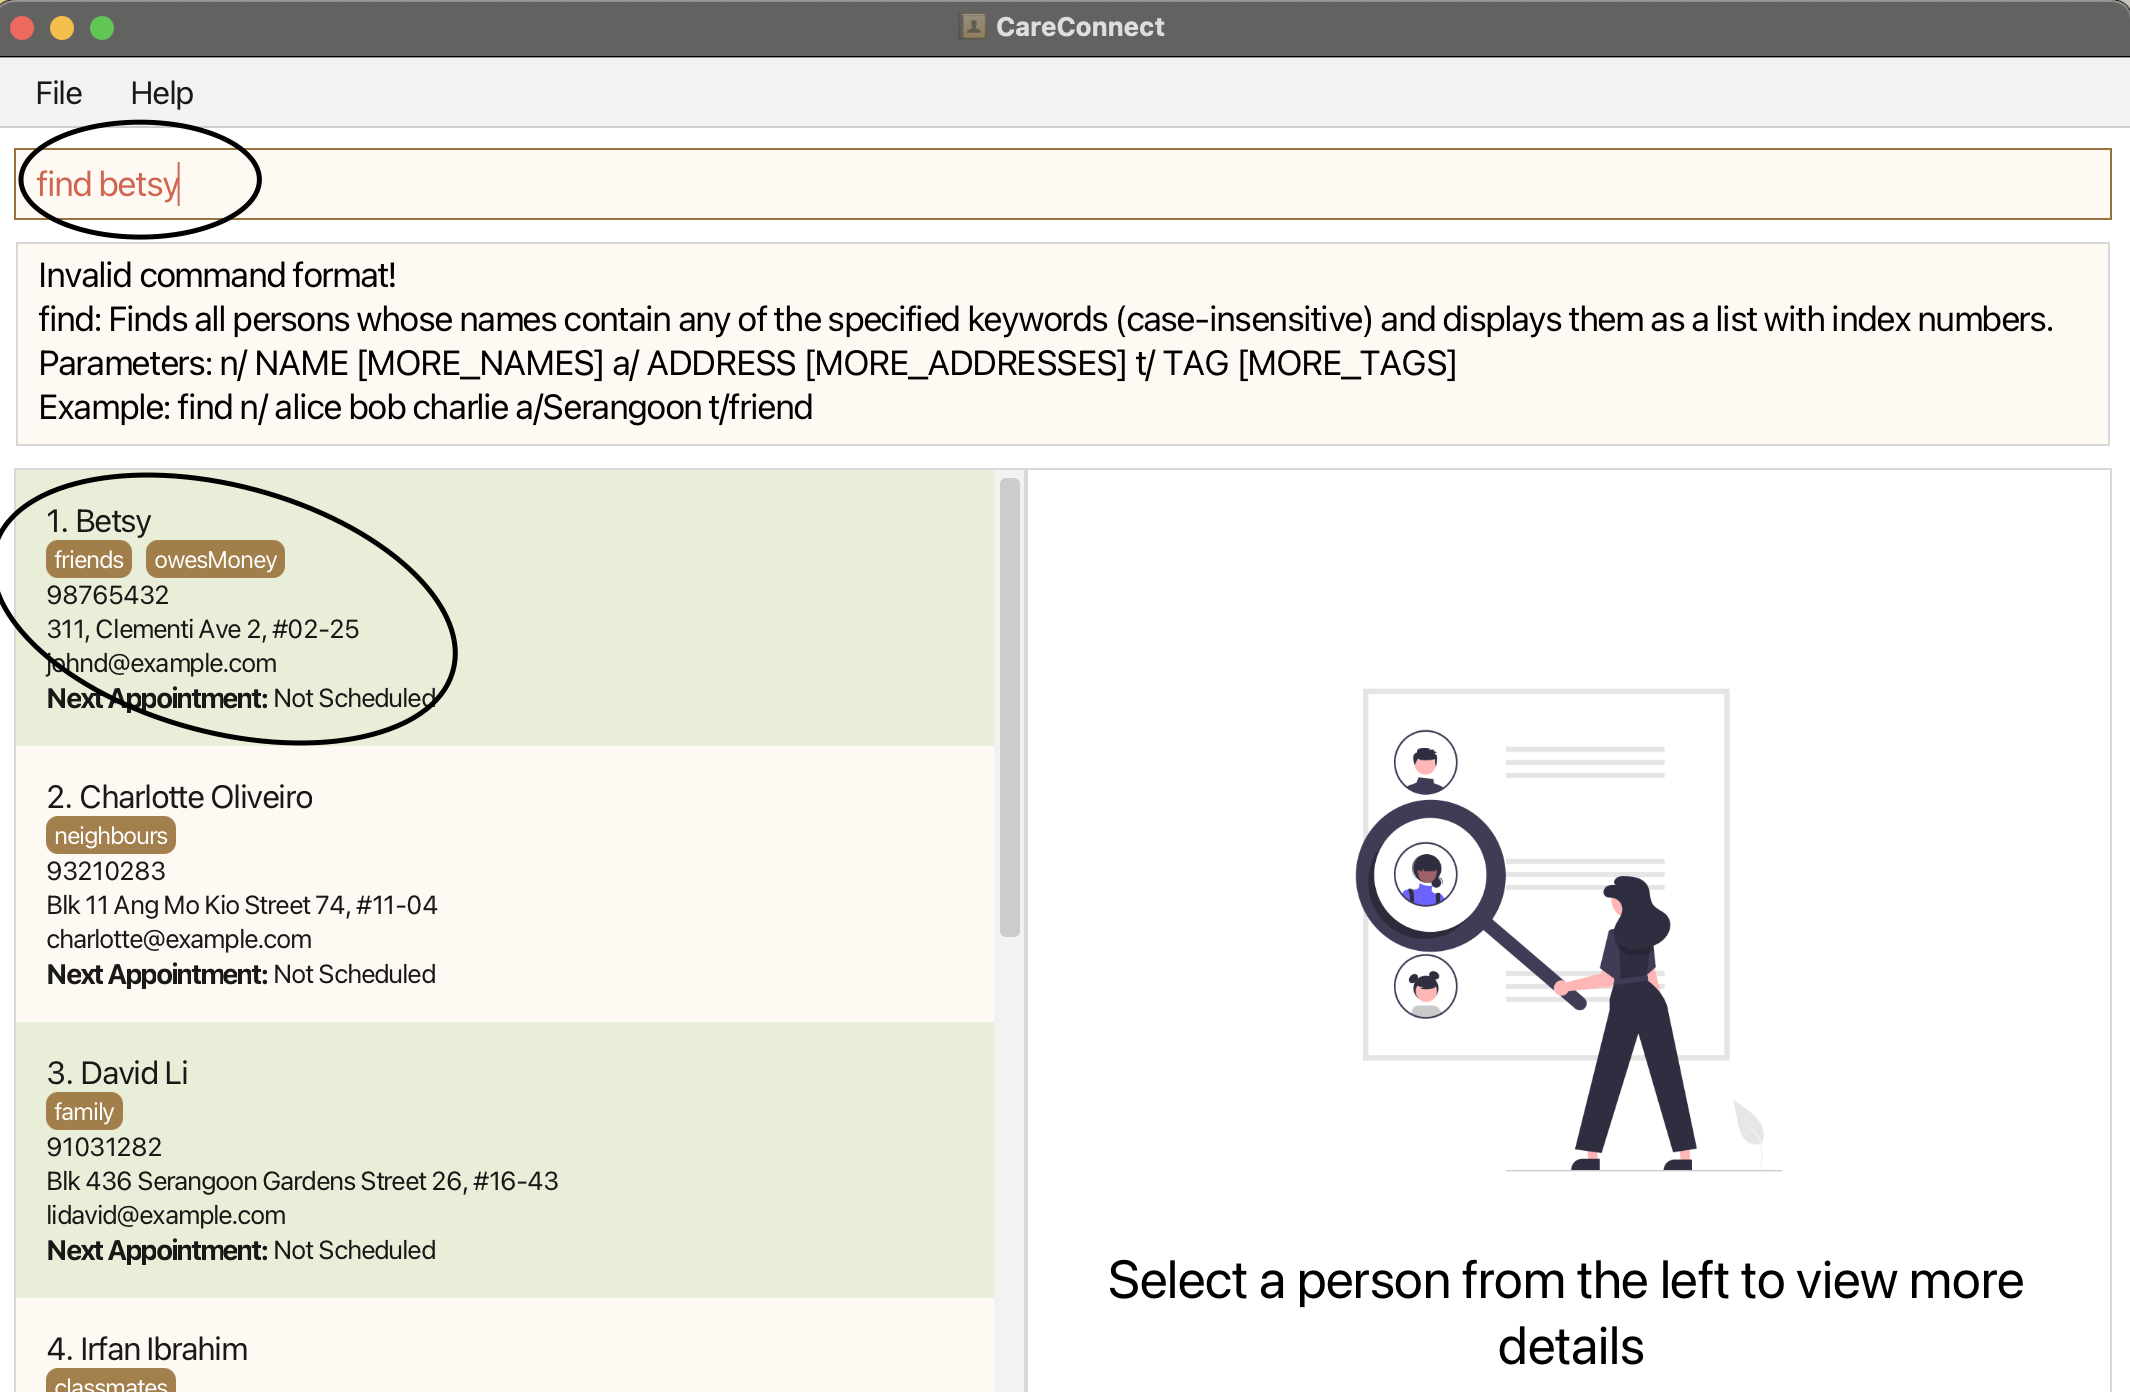 CareConnect
File Help
find betsy
Invalid command format!
find: Finds all persons whose names contain any of the specified keywords (case-insensitive) and displays them as a list with index numbers.
Parameters: n/ NAME [MORE_NAMES] a/ ADDRESS [MORE_ADDRESSES] t/ TAG [MORE_TAGS]
Example: find n/ alice bob charlie a/Serangoon t/friend
1. Betsy
friends owesMoney
98765432
311, Clementi Ave 2, #02-25
johnd@example.com
Next Appointment: Not Scheduled
2. Charlotte Oliveiro
neighbours
93210283
Blk 11 Ang Mo Kio Street 74, #11-04
charlotte@example.com
Next Appointment: Not Scheduled
3. David Li
family
91031282
Blk 436 Serangoon Gardens Street 26, #16-43
lidavid@example.com
Next Appointment: Not Scheduled
4. Irfan Ibrahim
classmates
Select a person from the left to view more
details